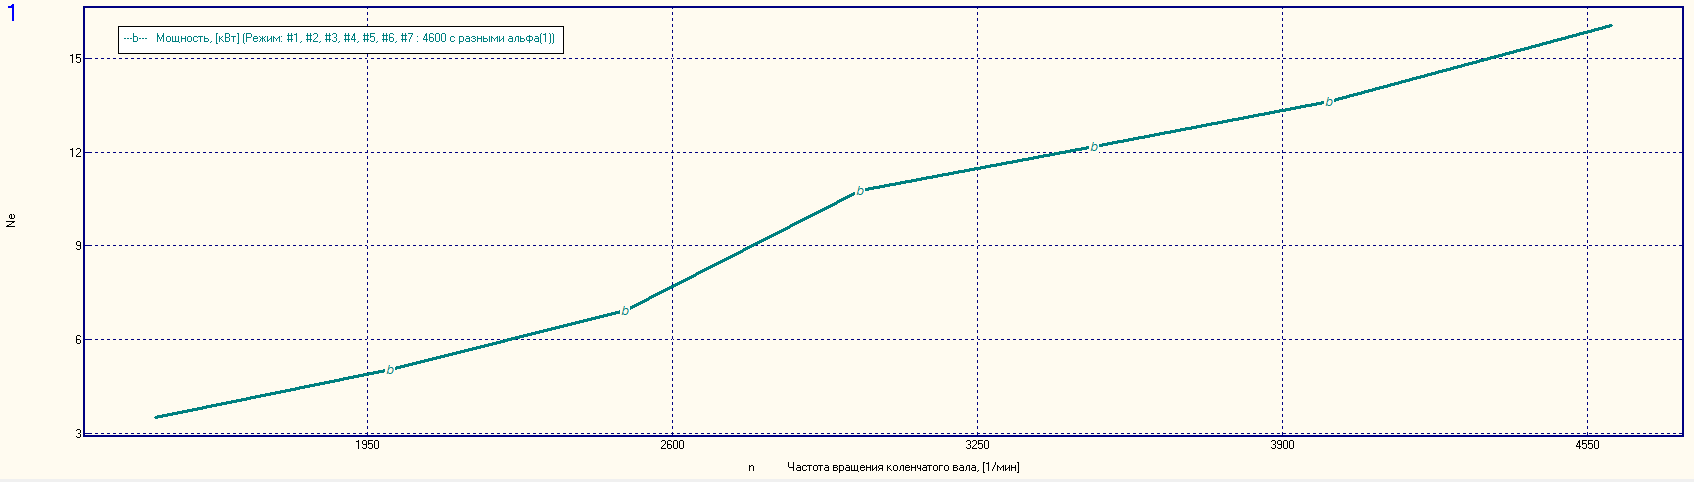 1
---b--- Мощность, [кВт] (Режим: #1, #2, #3, #4, #5, #6, #7 : 4600 с разными альфа(1))
15
12
9
6
3
Ne
b
b
b
b
b
1950
2600
3250
3900
4550
n Частота вращения коленчатого вала, [1/мин]